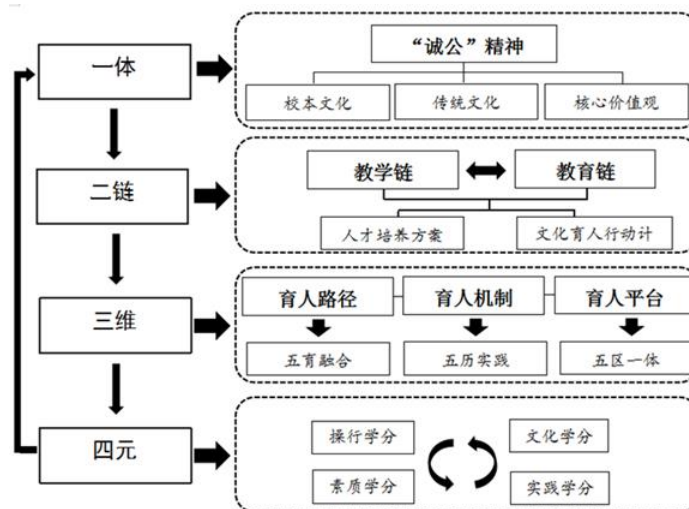 一体
“诚公”精神
校本文化 传统文化 核心价值观
二链
教学链 教育链
人才培养方案 文化育人行动计
三维
育人路径 育人机制 育人平台
五育融合 五历实践 五区一体
四元
操行学分 文化学分
素质学分 实践学分